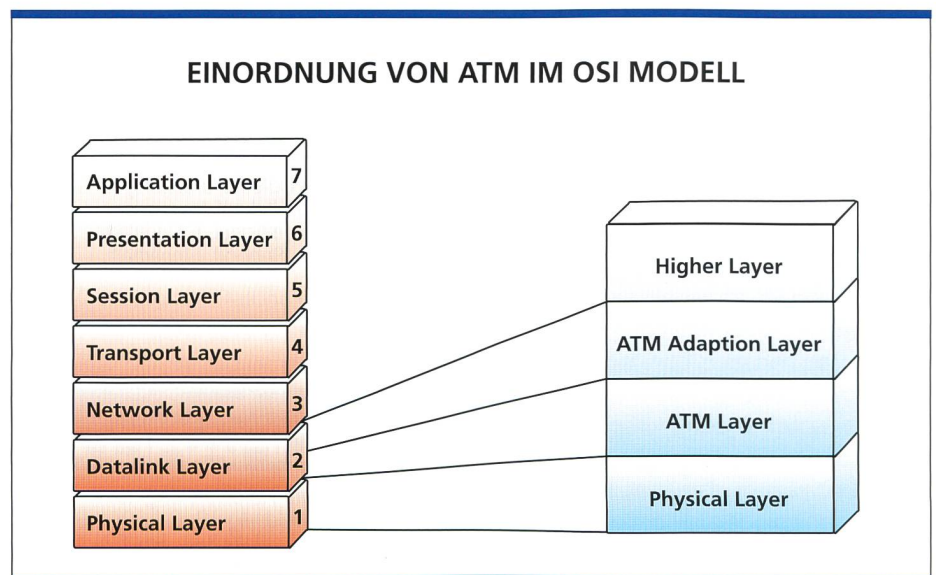 EINORDNUNG VON ATM IM OSI MODELL
Application Layer 7
Presentation Layer 6
Session Layer 5
Transport Layer 4
Network Layer 3
Datalink Layer 2
Physical Layer 1
Higher Layer
ATM Adaption Layer
ATM Layer
Physical Layer